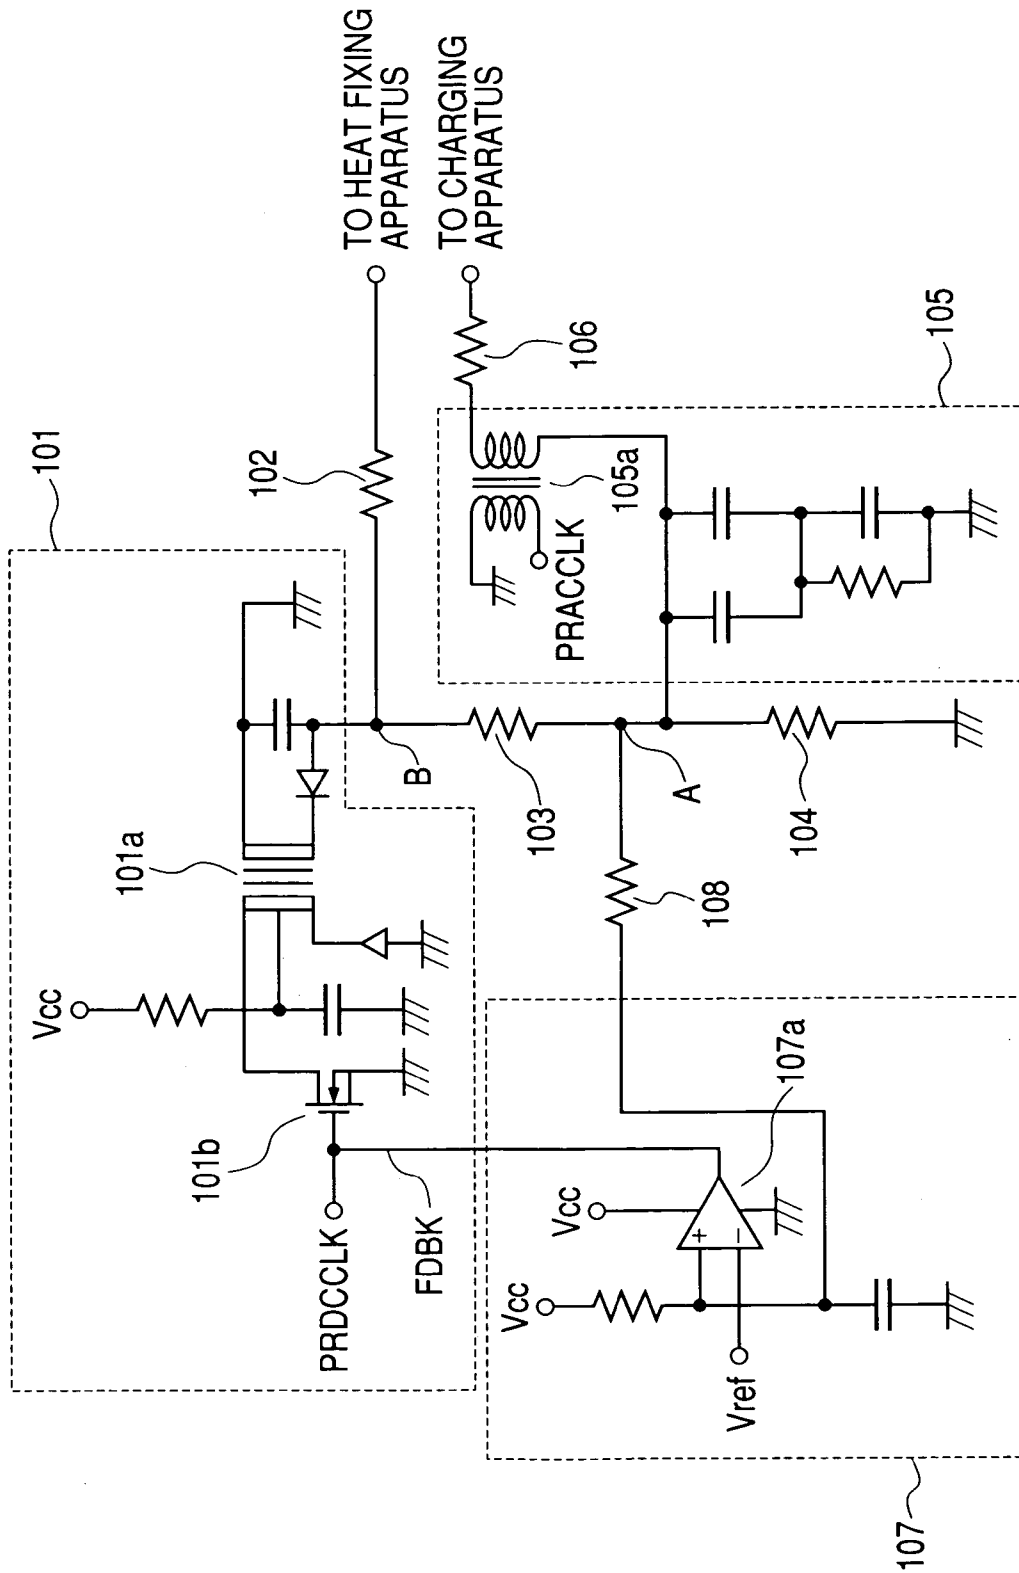 101
Vcc
101a
101b
PRDCCLK
FDBK
B
102
TO HEAT FIXING
APPARATUS
TO CHARGING
APPARATUS
106
105
105a
PRACCLK
103
A
104
108
107
Vcc
Vcc
107a
+
−
Vref